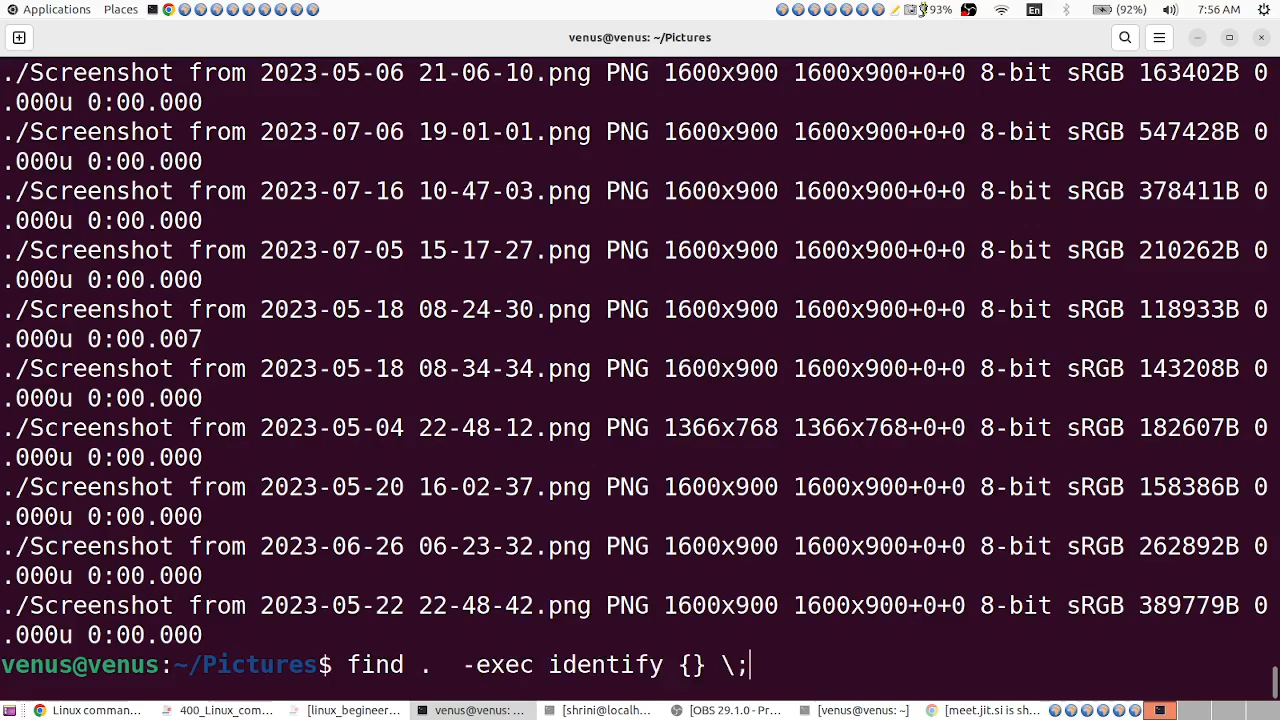 Applications Places 93% En (92%) 7:56 AM
venus@venus: ~/Pictures
./Screenshot from 2023-05-06 21-06-10.png PNG 1600x900 1600x900+0+0 8-bit sRGB 163402B 0
.000u 0:00.000
./Screenshot from 2023-07-06 19-01-01.png PNG 1600x900 1600x900+0+0 8-bit sRGB 547428B 0
.000u 0:00.000
./Screenshot from 2023-07-16 10-47-03.png PNG 1600x900 1600x900+0+0 8-bit sRGB 378411B 0
.000u 0:00.000
./Screenshot from 2023-07-05 15-17-27.png PNG 1600x900 1600x900+0+0 8-bit sRGB 210262B 0
.000u 0:00.000
./Screenshot from 2023-05-18 08-24-30.png PNG 1600x900 1600x900+0+0 8-bit sRGB 118933B 0
.000u 0:00.007
./Screenshot from 2023-05-18 08-34-34.png PNG 1600x900 1600x900+0+0 8-bit sRGB 143208B 0
.000u 0:00.000
./Screenshot from 2023-05-04 22-48-12.png PNG 1366x768 1366x768+0+0 8-bit sRGB 182607B 0
.000u 0:00.000
./Screenshot from 2023-05-20 16-02-37.png PNG 1600x900 1600x900+0+0 8-bit sRGB 158386B 0
.000u 0:00.000
./Screenshot from 2023-06-26 06-23-32.png PNG 1600x900 1600x900+0+0 8-bit sRGB 262892B 0
.000u 0:00.000
./Screenshot from 2023-05-22 22-48-42.png PNG 1600x900 1600x900+0+0 8-bit sRGB 389779B 0
.000u 0:00.000
venus@venus:~/Pictures$ find .  -exec identify {} \;
Linux comman... 400_Linux_com... [linux_begineer... venus@venus: ... [shrini@localh... [OBS 29.1.0 - Pr... [venus@venus: ~] [meet.jit.si is sh...